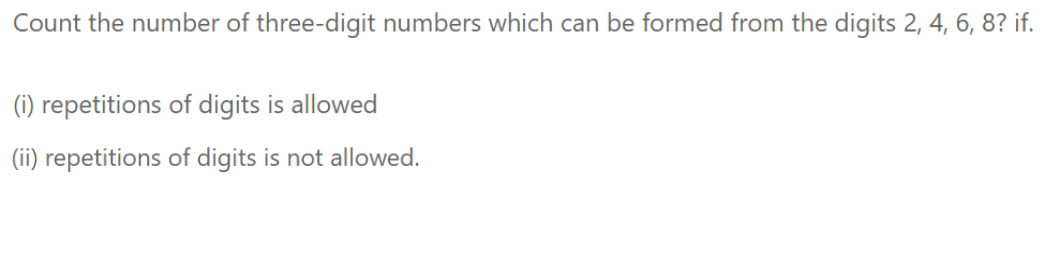 Count the number of three-digit numbers which can be formed from the digits 2, 4, 6, 8? if.
(i) repetitions of digits is allowed
(ii) repetitions of digits is not allowed.